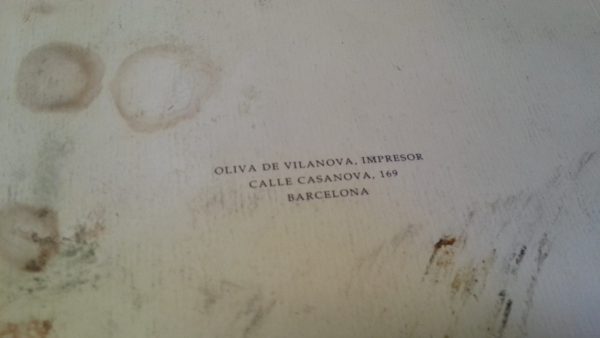 OLIVA DE VILANOVA, IMPRESOR
CALLE CASANOVA, 169
BARCELONA